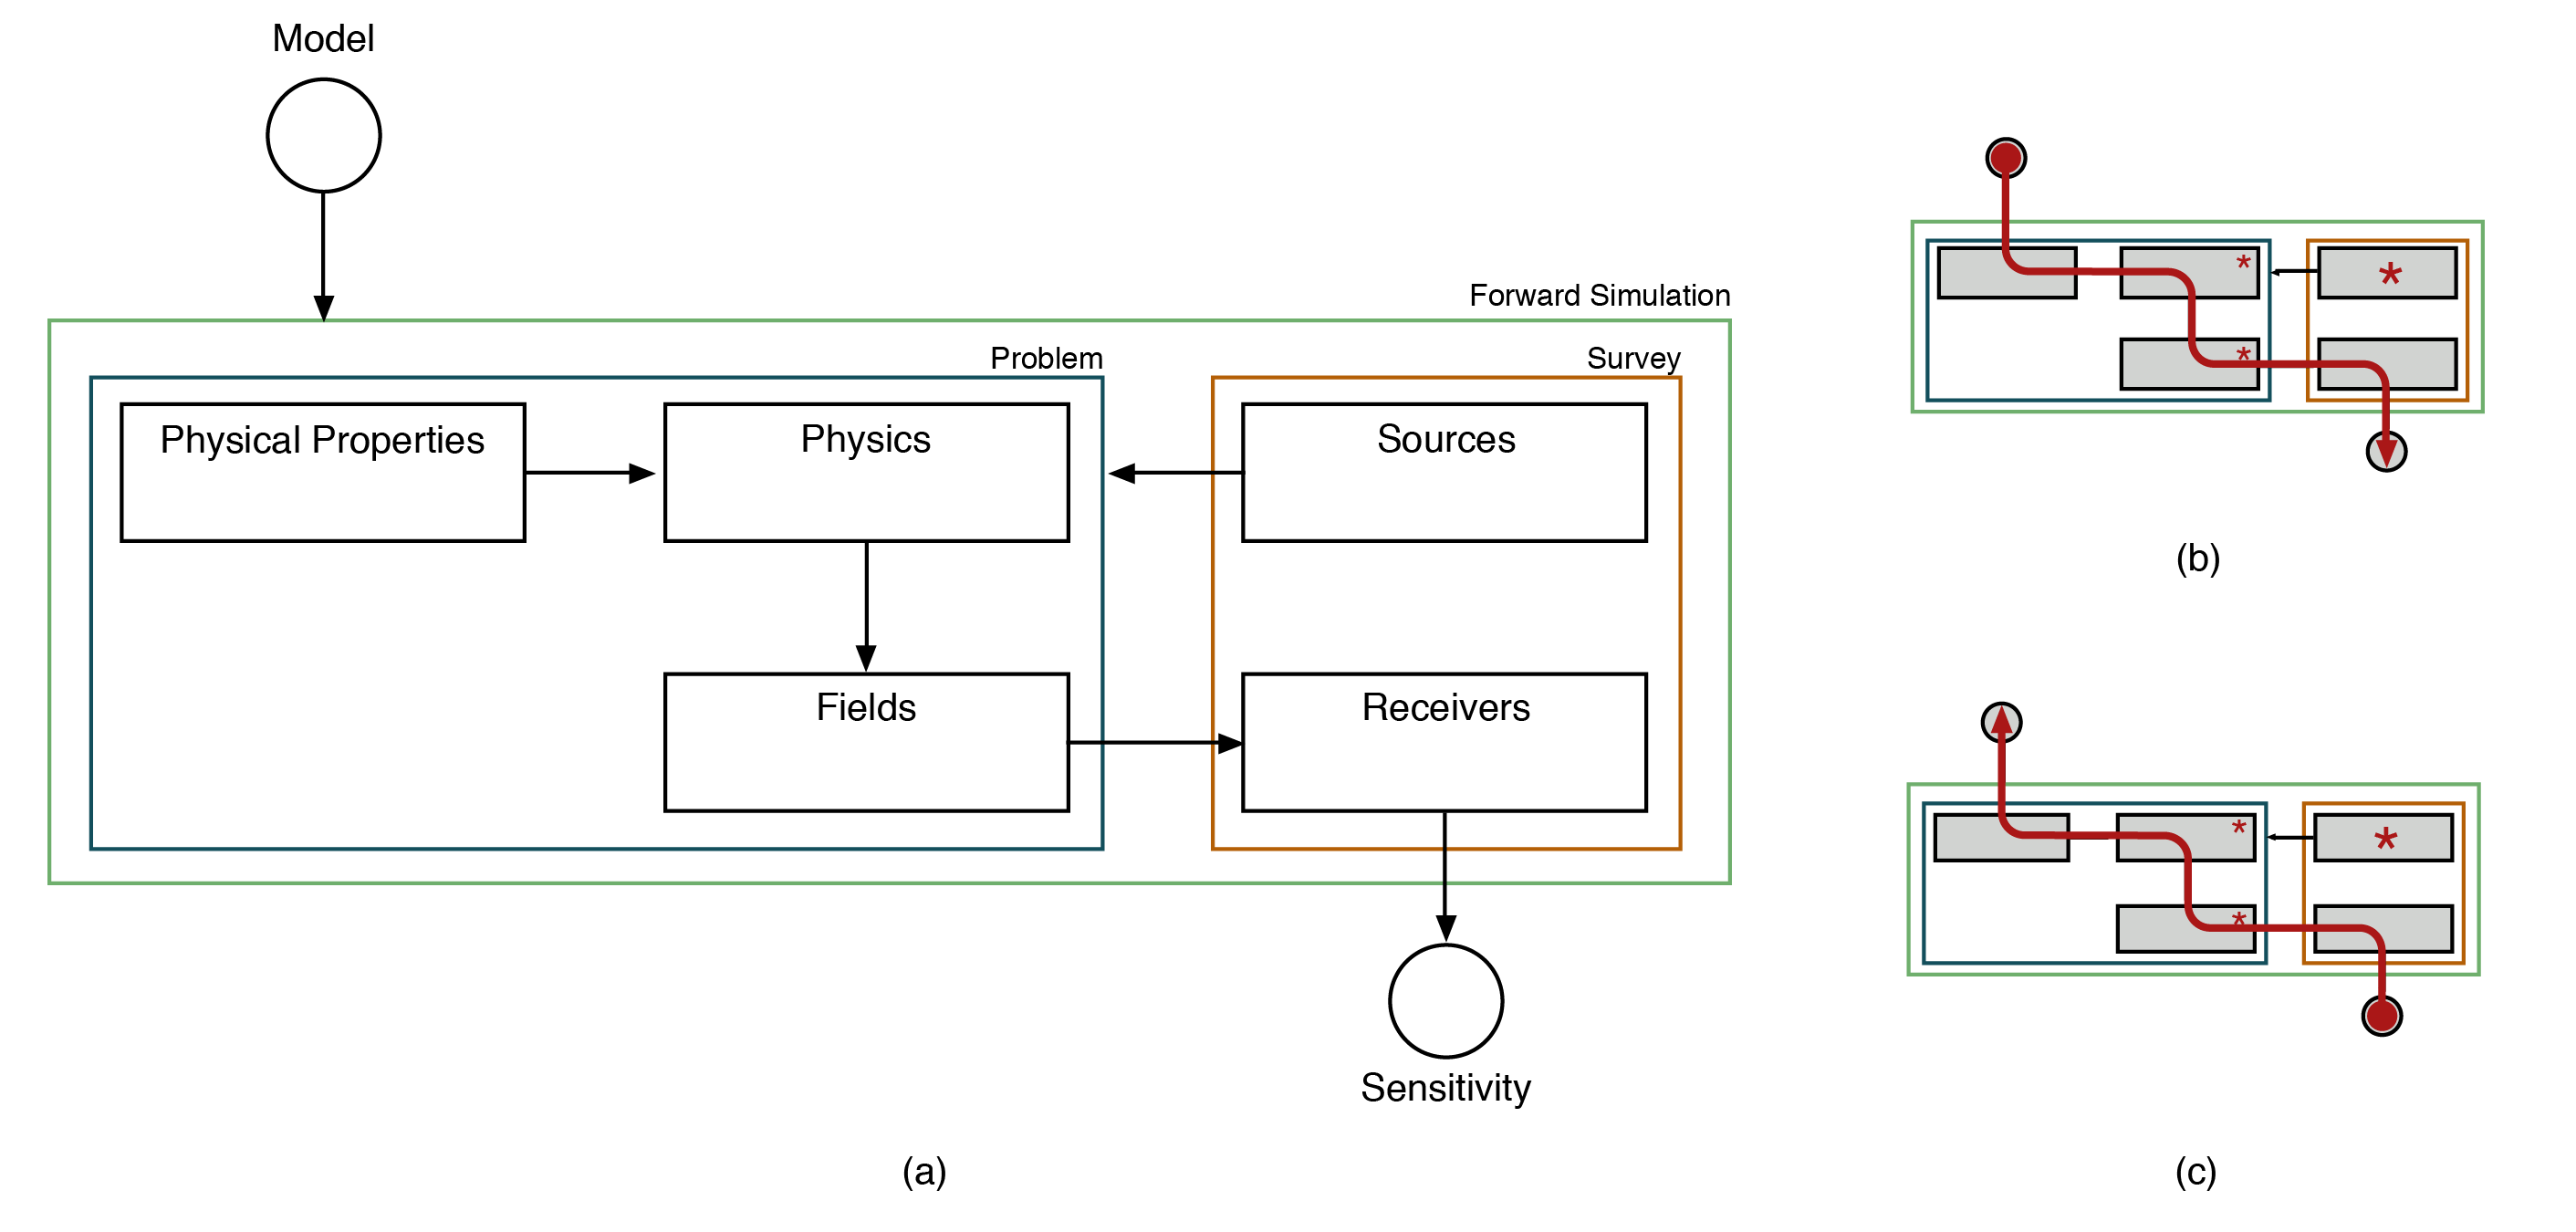 Model
Forward Simulation
Problem
Survey
Physical Properties
Physics
Sources
Fields
Receivers
Sensitivity
(a)
*
*
*
(b)
*
*
*
(c)